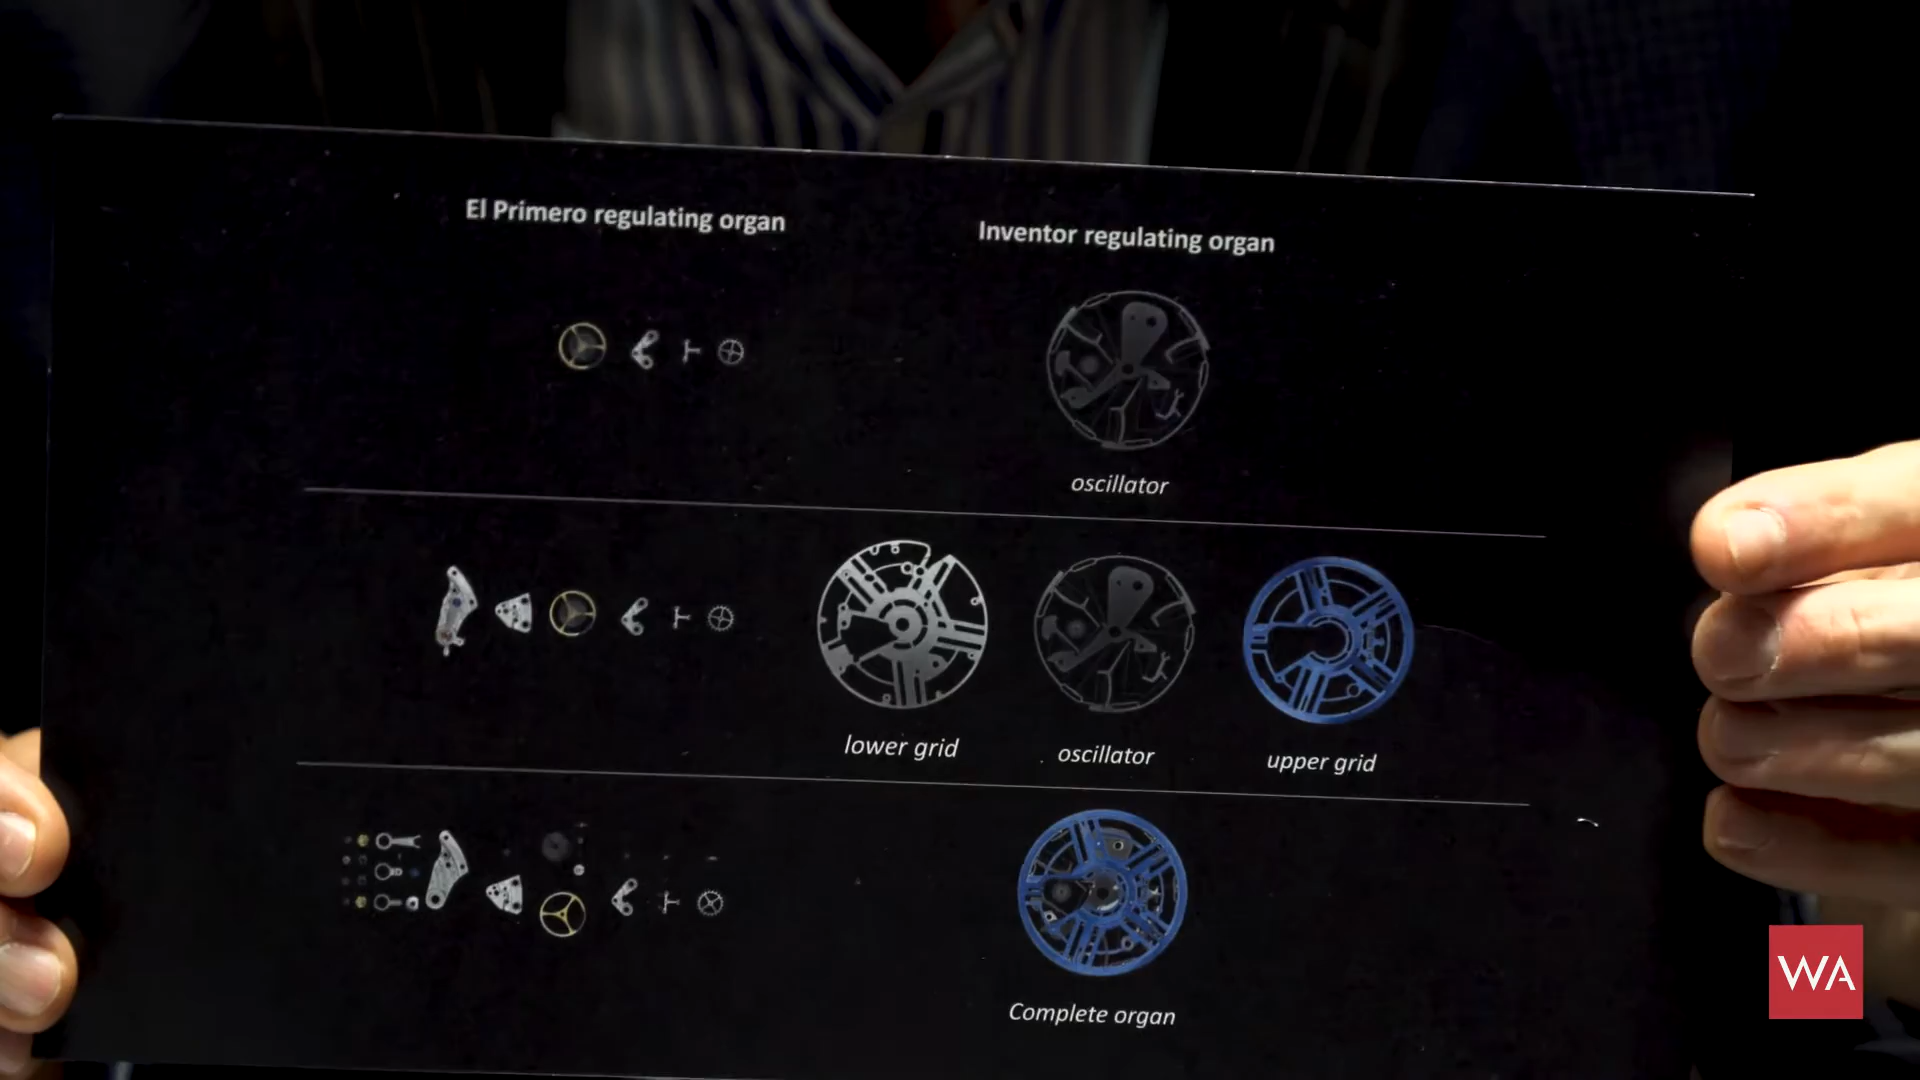 El Primero regulating organ
Inventor regulating organ
oscillator
lower grid
oscillator
upper grid
Complete organ
WA